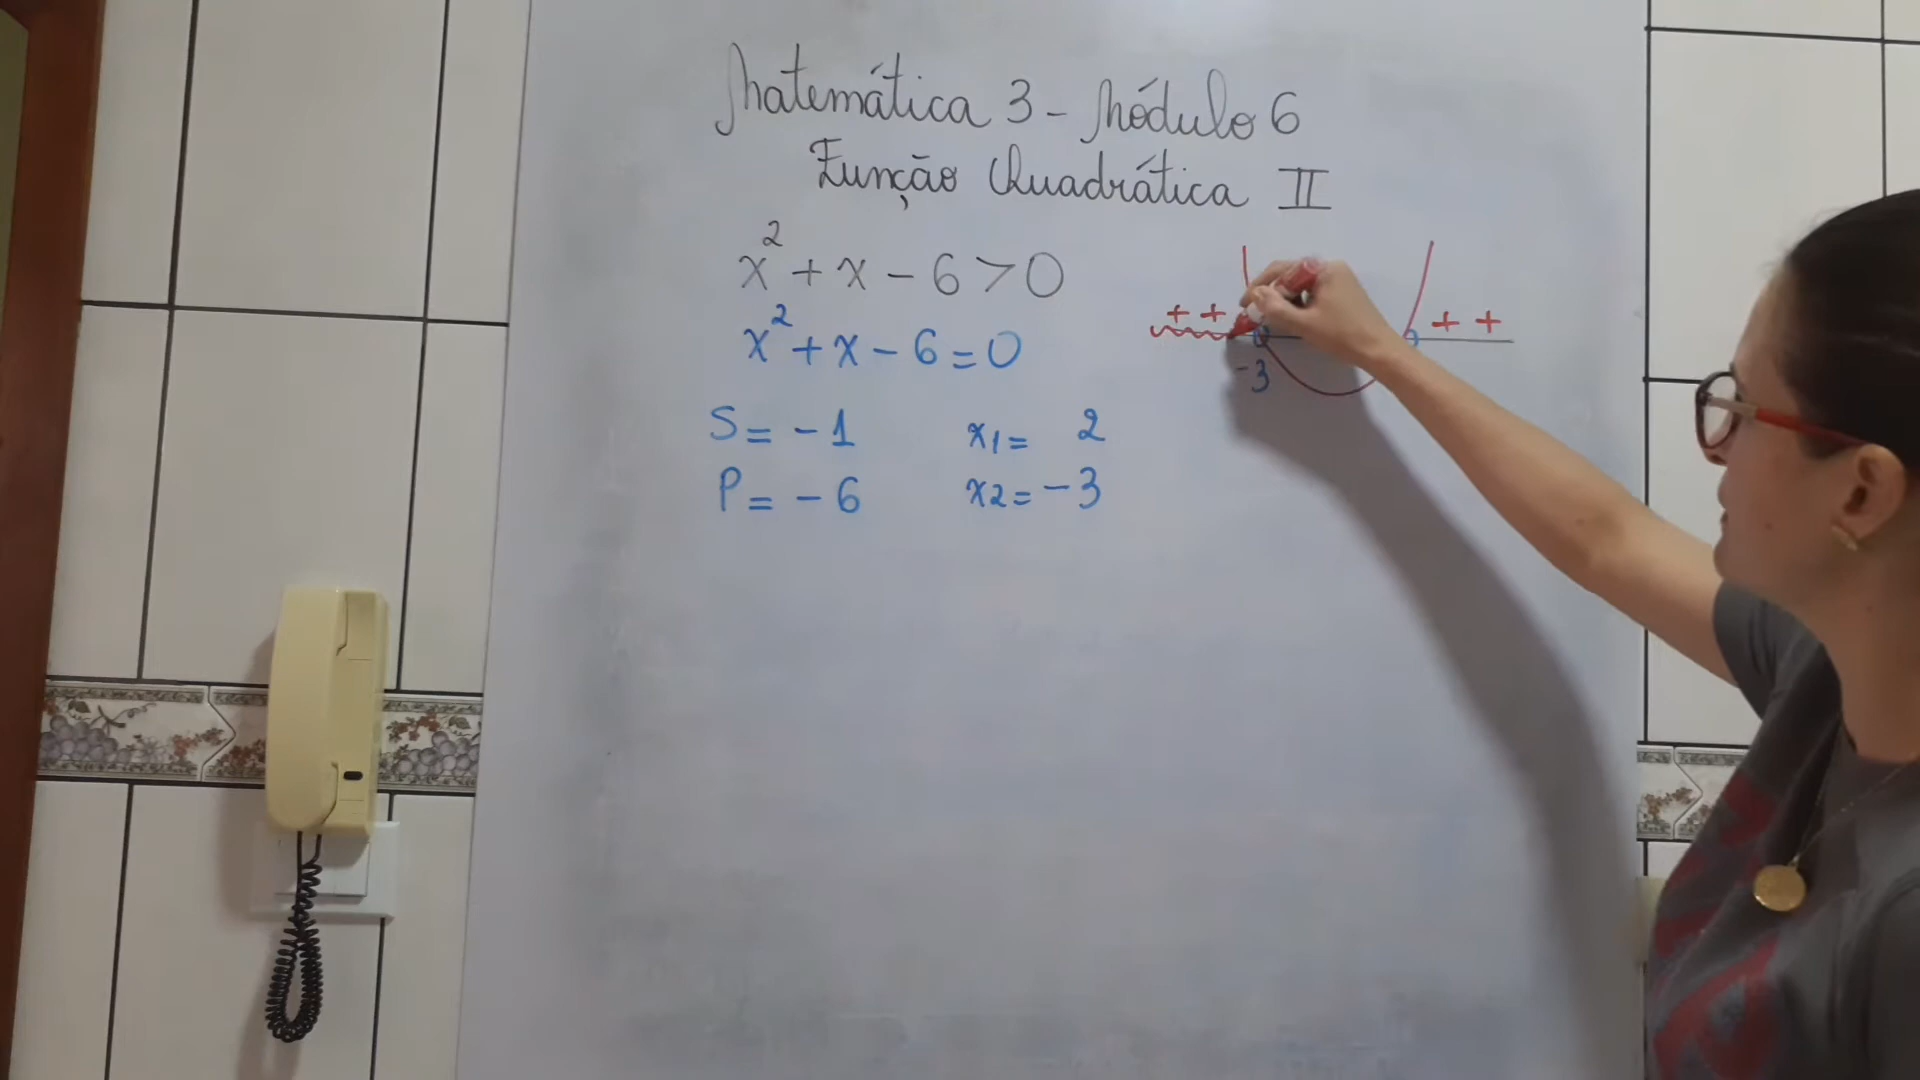 Matemática 3 - Módulo 6
Função Quadrática II
x² + x - 6 > 0
x² + x - 6 = 0
S = -1 x1 = 2
P = -6 x2 = -3
+ + + +
-3